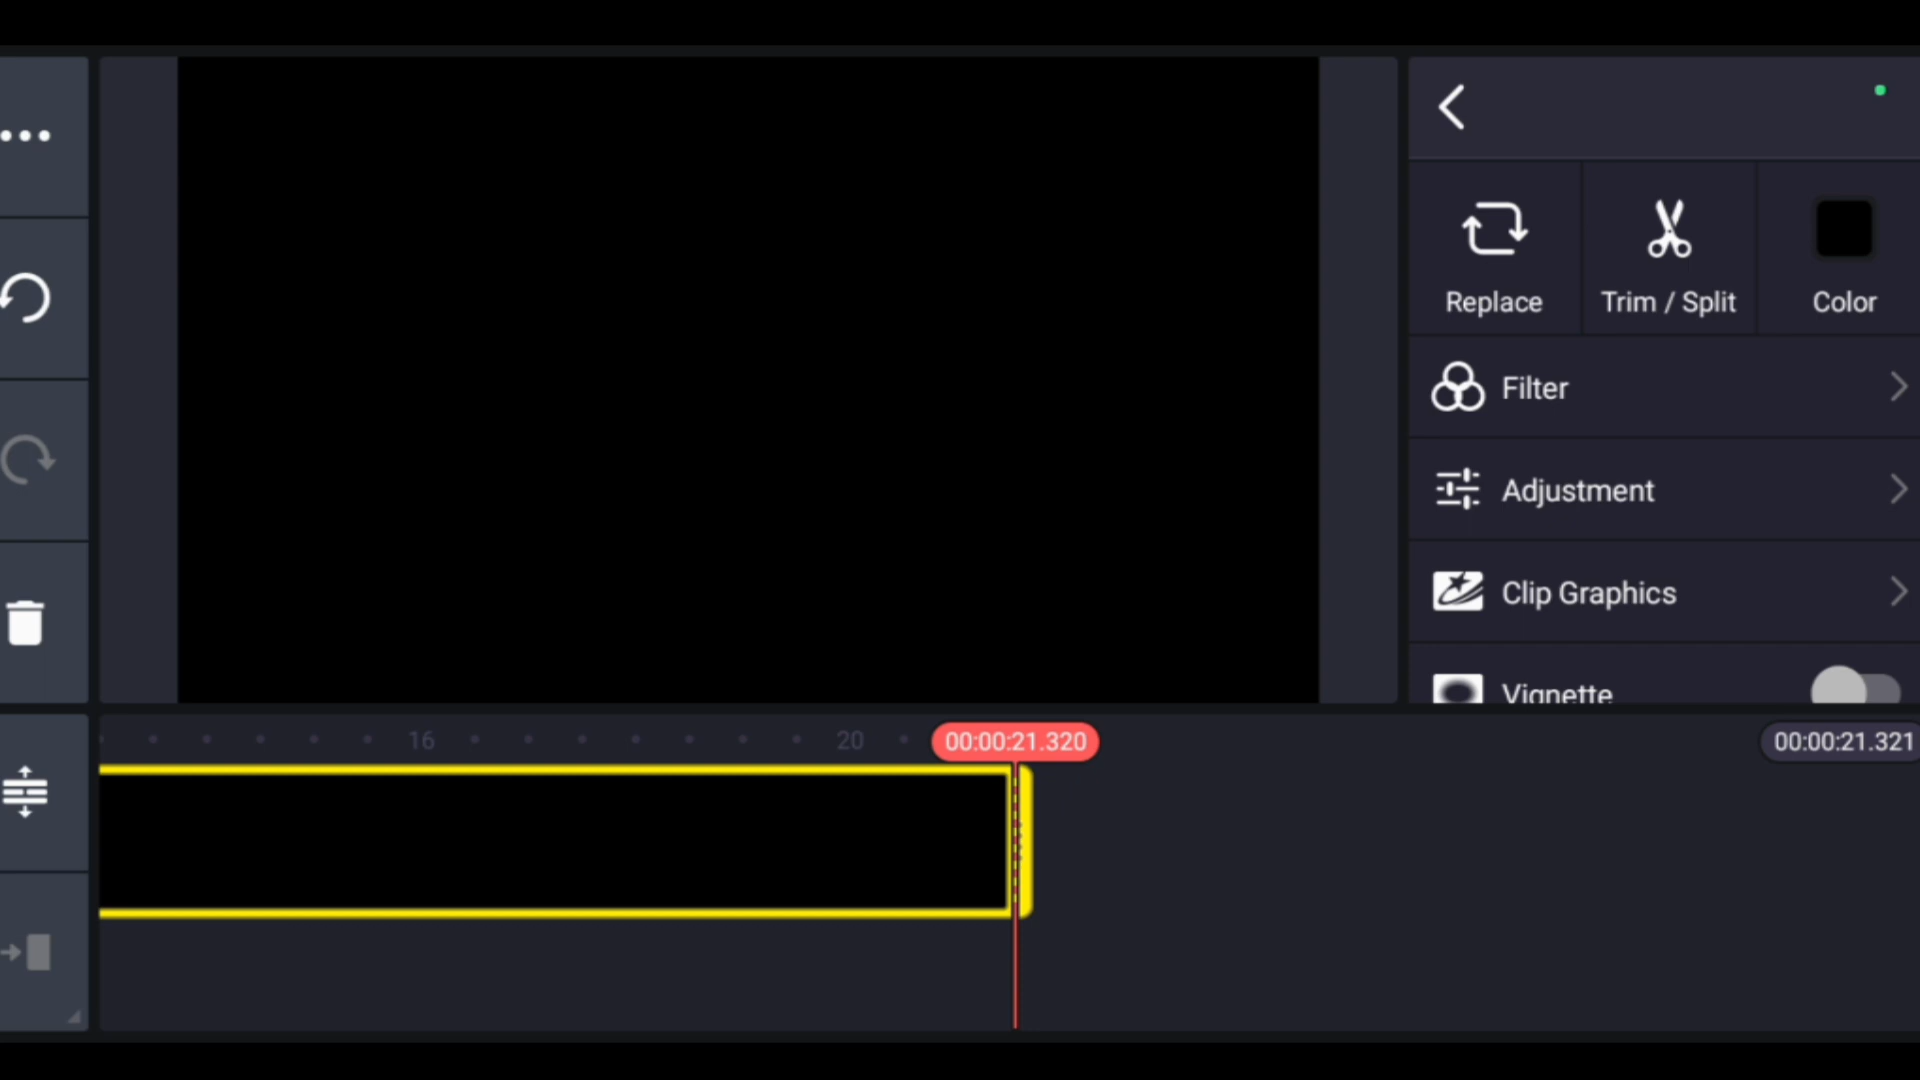 Replace
Trim / Split
Color
Filter
Adjustment
Clip Graphics
Vignette
16
20
00:00:21.320
00:00:21.321